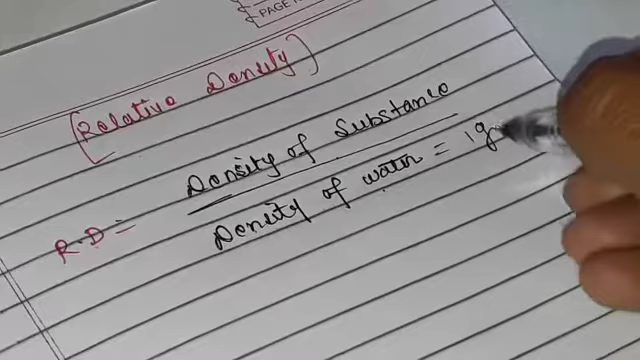 PAGE
[Relative Density]
R.D = Density of Substance
Density of water = 1g